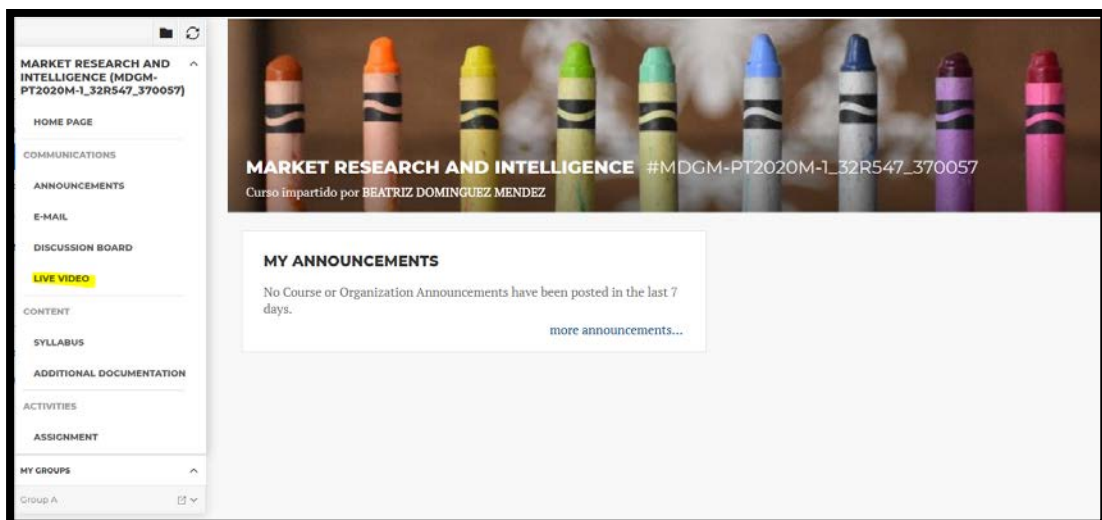 MARKET RESEARCH AND
INTELLIGENCE (MDGM-
PT2020M-1_32R547_370057)
HOME PAGE
COMMUNICATIONS
ANNOUNCEMENTS
E-MAIL
DISCUSSION BOARD
LIVE VIDEO
CONTENT
SYLLABUS
ADDITIONAL DOCUMENTATION
ACTIVITIES
ASSIGNMENT
MY GROUPS
Group A
MARKET RESEARCH AND INTELLIGENCE #MDGM-PT2020M-1_32R547_370057
Curso impartido por BEATRIZ DOMINGUEZ MENDEZ
MY ANNOUNCEMENTS
No Course or Organization Announcements have been posted in the last 7
days.
more announcements...